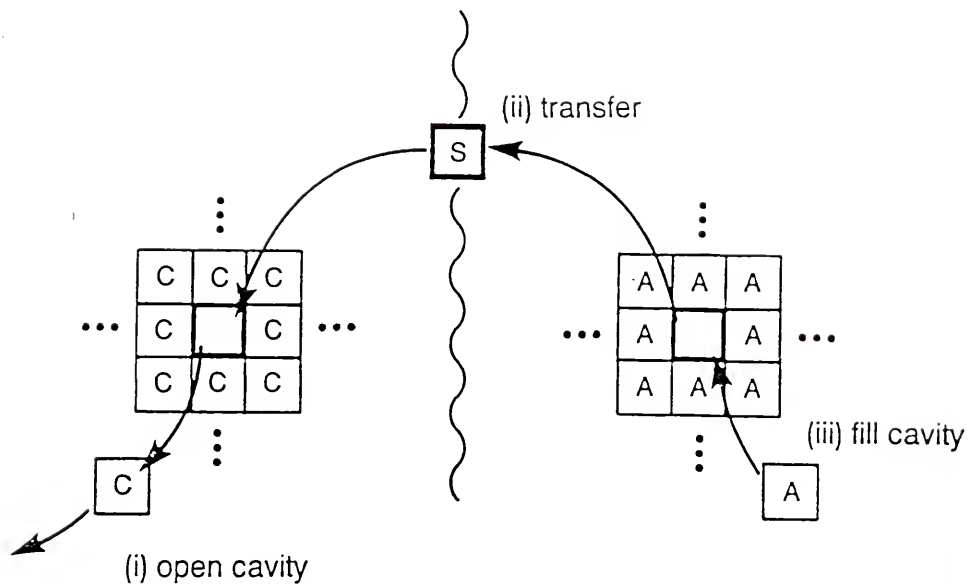 (ii) transfer
S
C C C
C C
C C C
C
(i) open cavity
A A A
A A
A A A
A
(iii) fill cavity